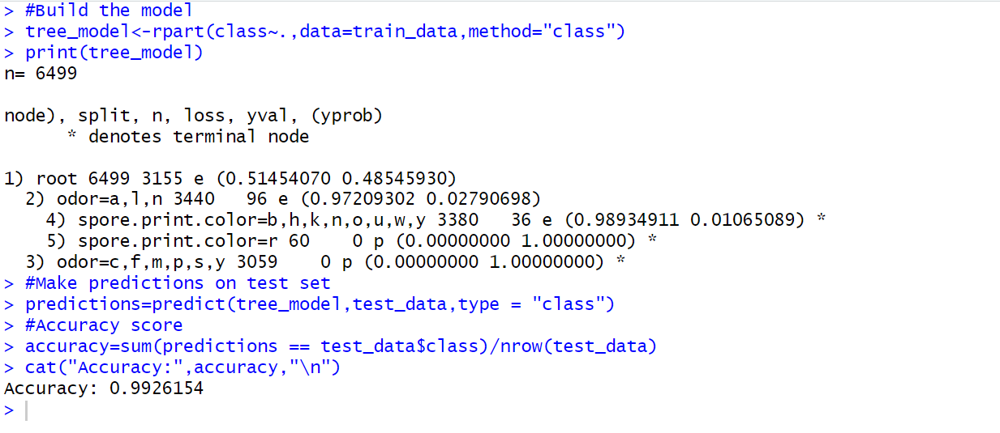 > #Build the model
> tree_model<-rpart(class~.,data=train_data,method="class")
> print(tree_model)
n= 6499

node), split, n, loss, yval, (yprob)
      * denotes terminal node

1) root 6499 3155 e (0.51454070 0.48545930)
  2) odor=a,l,n 3440   96 e (0.97209302 0.02790698)
    4) spore.print.color=b,h,k,n,o,u,w,y 3380   36 e (0.98934911 0.01065089) *
    5) spore.print.color=r 60    0 p (0.00000000 1.00000000) *
  3) odor=c,f,m,p,s,y 3059    0 p (0.00000000 1.00000000) *
> #Make predictions on test set
> predictions=predict(tree_model,test_data,type = "class")
> #Accuracy score
> accuracy=sum(predictions == test_data$class)/nrow(test_data)
> cat("Accuracy:",accuracy,"\n")
Accuracy: 0.9926154
>